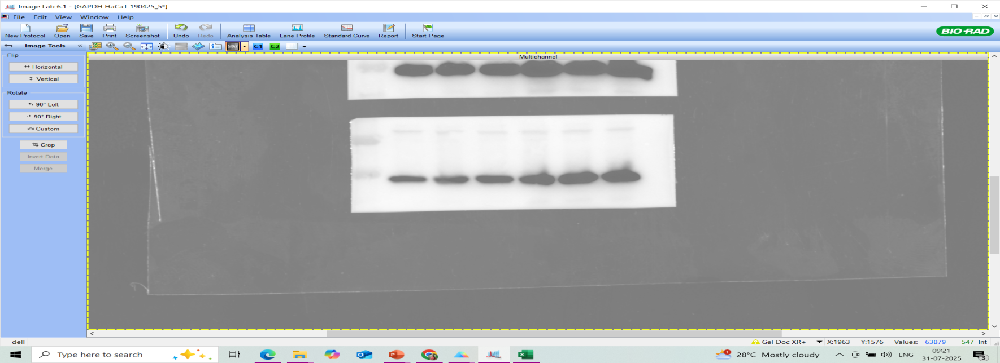 Image Lab 6.1 - [GAPDH HaCaT 190425_5*]
File Edit View Window Help
New Protocol Open Save Print Screenshot Undo Redo Analysis Table Lane Profile Standard Curve Report Start Page
BIO-RAD
Image Tools
GRAY C1 C2
Multichannel
Flip
Horizontal
Vertical
Rotate
90° Left
90° Right
Custom
Crop
Invert Data
Merge
dell
Gel Doc XR+ X:1963 Y:1576 Values: 63879 547 Int
Type here to search
1
28°C Mostly cloudy
ENG
09:21
31-07-2025
3